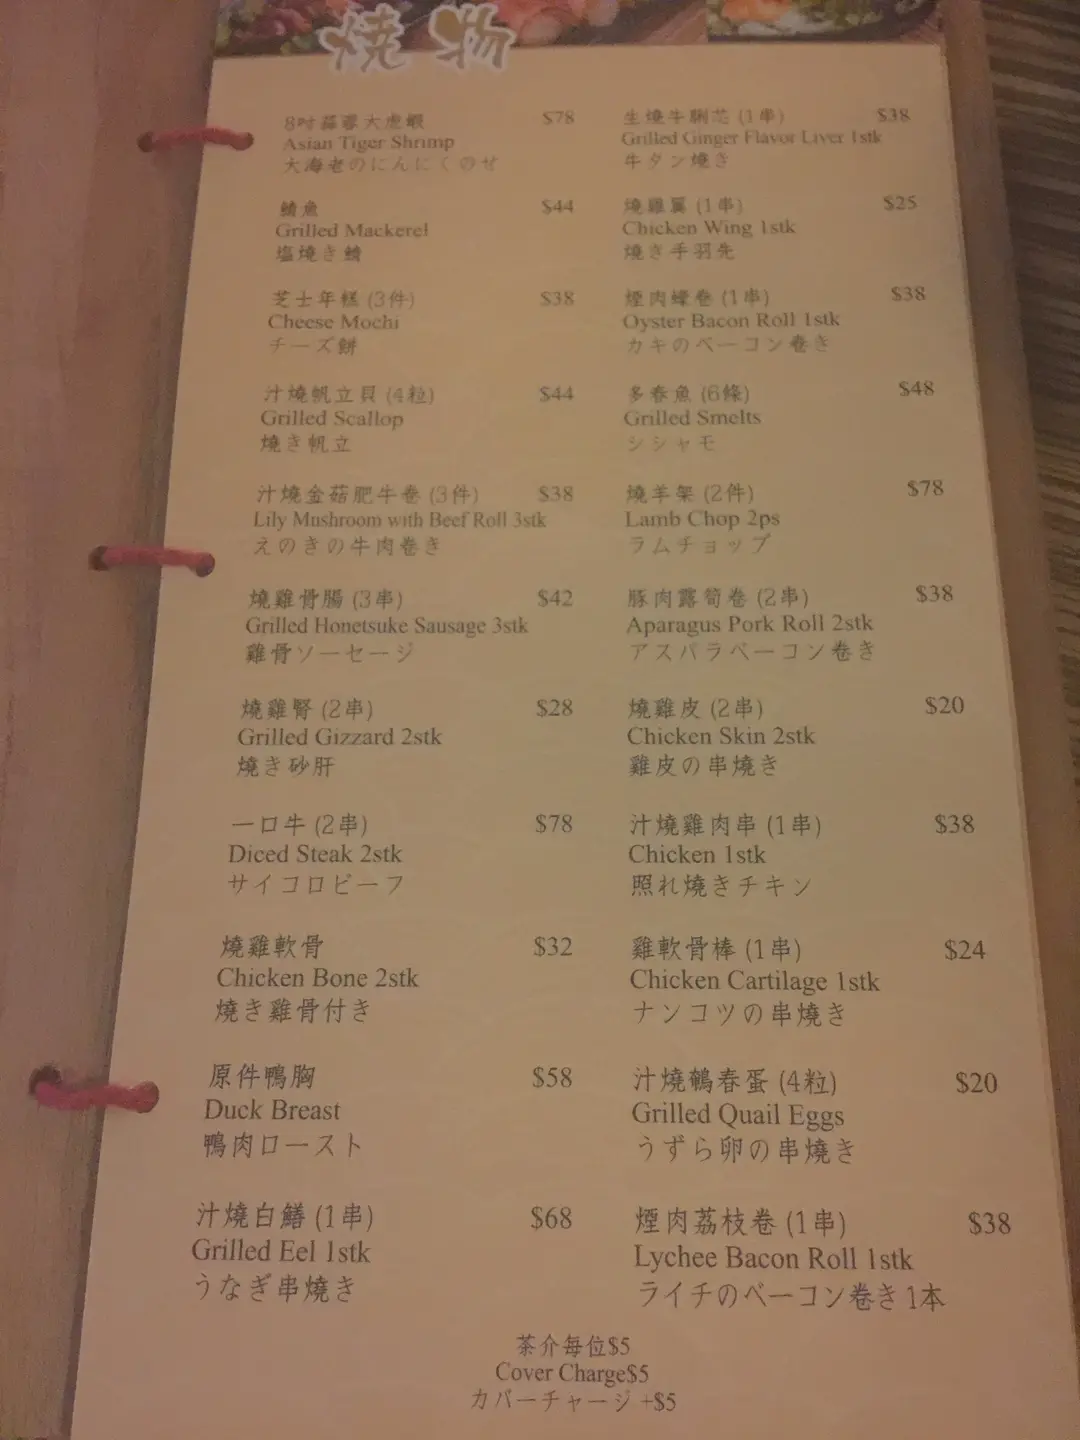 燒物
8吋蒜蓉大虎蝦 $78
Asian Tiger Shrimp
大海老のにんにくのせ
鯖魚 $44
Grilled Mackerel
塩燒き鯖
芝士年糕 (3件) $38
Cheese Mochi
チーズ餅
汁燒帆立貝 (4粒) $44
Grilled Scallop
燒き帆立
汁燒金菇肥牛卷 (3件) $38
Lily Mushroom with Beef Roll 3stk
えのきの牛肉卷き
燒雞骨腸 (3串) $42
Grilled Honetsuke Sausage 3stk
雞骨ソーセージ
燒雞腎 (2串) $28
Grilled Gizzard 2stk
燒き砂肝
一口牛 (2串) $78
Diced Steak 2stk
サイコロビーフ
燒雞軟骨 $32
Chicken Bone 2stk
燒き雞骨付き
原件鴨胸 $58
Duck Breast
鴨肉ロースト
汁燒白鱔 (1串) $68
Grilled Eel 1stk
うなぎ串燒き
生燒牛脷芯 (1串) $38
Grilled Ginger Flavor Liver 1stk
牛タン燒き
燒雞翼 (1串) $25
Chicken Wing 1stk
燒き手羽先
煙肉蠔卷 (1串) $38
Oyster Bacon Roll 1stk
カキのベーコン卷き
多春魚 (6條) $48
Grilled Smelts
シシャモ
燒羊架 (2件) $78
Lamb Chop 2ps
ラムチョップ
豚肉露筍卷 (2串) $38
Aparagus Pork Roll 2stk
アスパラベーコン卷き
燒雞皮 (2串) $20
Chicken Skin 2stk
雞皮の串燒き
汁燒雞肉串 (1串) $38
Chicken 1stk
照れ燒きチキン
雞軟骨棒 (1串) $24
Chicken Cartilage 1stk
ナンコツの串燒き
汁燒鵪春蛋 (4粒) $20
Grilled Quail Eggs
うずら卵の串燒き
煙肉荔枝卷 (1串) $38
Lychee Bacon Roll 1stk
ライチのベーコン卷き1本
茶介每位$5
Cover Charge$5
カバーチャージ +$5